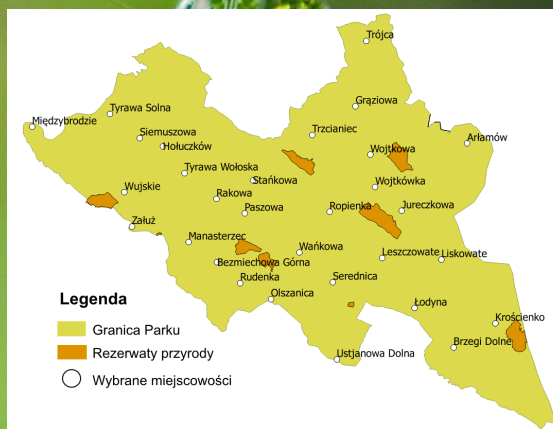 Trójca
Grąziowa
Tyrawa Solna
Międzybrodzie
Siemuszowa
Trzcianiec
Arłamów
Hołuczków
Wojtkowa
Tyrawa Wołoska
Stańkowa
Wujskie
Wojtkówka
Rakowa
Paszowa
Ropienka
Jureczkowa
Załuż
Manasterzec
Wańkowa
Leszczowate
Liskowate
Bezmiechowa Górna
Rudenka
Serednica
Olszanica
Łodyna
Krościenko
Brzegi Dolne
Ustjanowa Dolna
Legenda
Granica Parku
Rezerwaty przyrody
Wybrane miejscowości